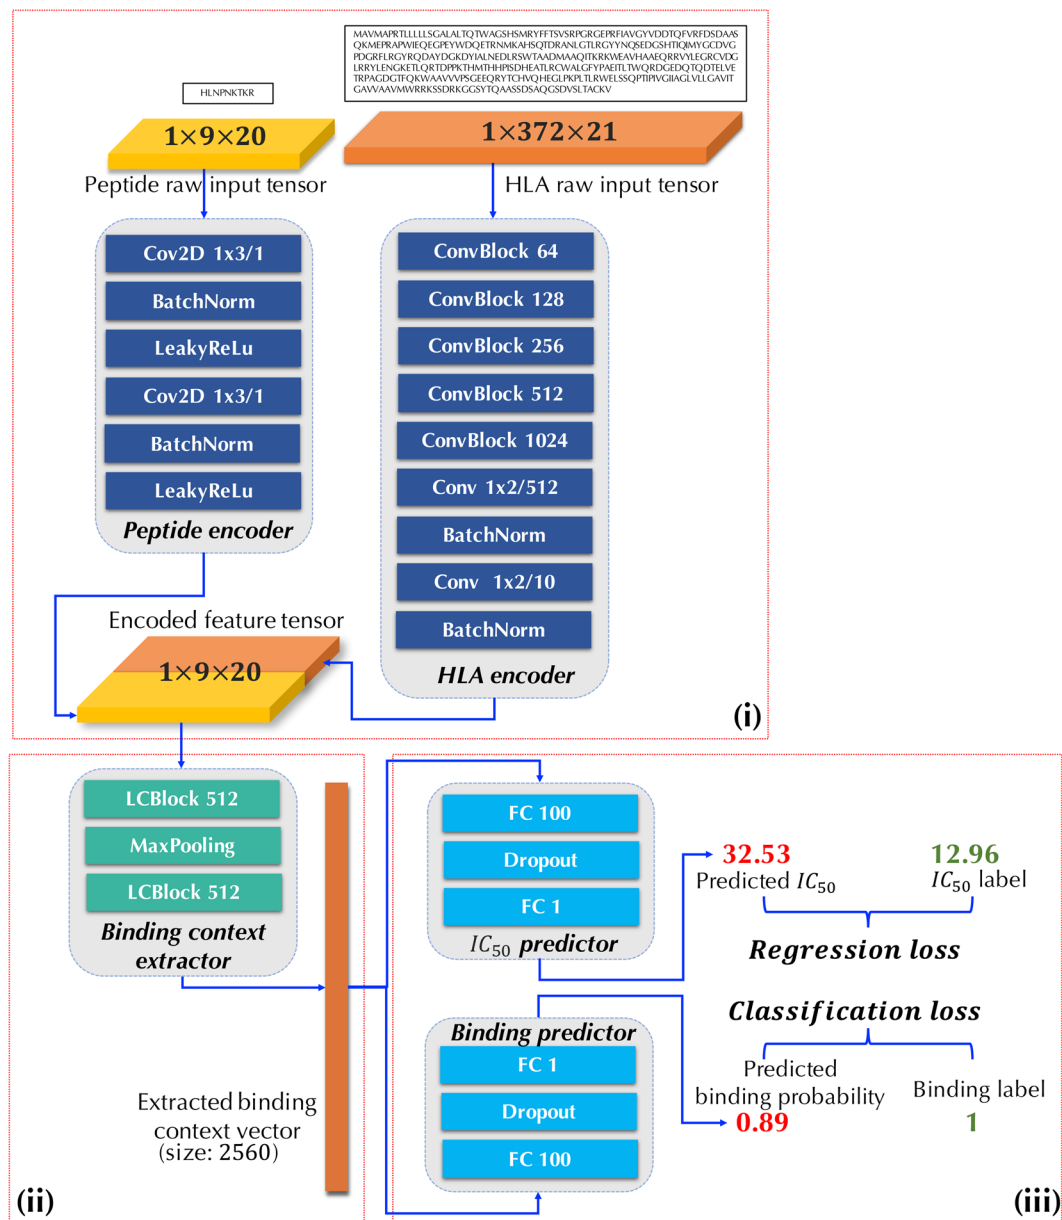 HLNPNKTKR
MAVMAPRTLLLLLSGALALTQTWAGSHSMRYFFTSVSRPGRGEPRFIAVGYVDDTQFVRFDSDAAS
QKMEPRAPWIEQEGPEYWDQETRNMKAHSQTDRANLGTLRGYYNQSEDGSHTIQIMYGCDVG
PDGRFLRGYRQDAYDGKDYIALNEDLRSWTAADMAAQITKRKWEAVHAAEQRRVYLEGRCVDG
LRRYLENGKETLQRTDPPKTHMTHHPISDHEATLRCWALGFYPAEITLTWQRDGEDQTQDTELVE
TRPAGDGTFQKWAAVVVPSGEEQRYTCHVQHEGLPKPLTLRWELSSQPTIPIVGIIAGLVLLGAVIT
GAVVAAVMWRRKSSDRKGGSYTQAASSDSAQGSDVSLTACKV
1×9×20
1×372×21
Peptide raw input tensor
HLA raw input tensor
Cov2D 1x3/1
BatchNorm
LeakyReLu
Cov2D 1x3/1
BatchNorm
LeakyReLu
Peptide encoder
ConvBlock 64
ConvBlock 128
ConvBlock 256
ConvBlock 512
ConvBlock 1024
Conv 1x2/512
BatchNorm
Conv 1x2/10
BatchNorm
HLA encoder
Encoded feature tensor
1×9×20
(i)
LCBlock 512
MaxPooling
LCBlock 512
Binding context
extractor
Extracted binding
context vector
(size: 2560)
(ii)
FC 100
Dropout
FC 1
IC50 predictor
Binding predictor
FC 1
Dropout
FC 100
32.53
Predicted IC50
12.96
IC50 label
Regression loss
Classification loss
Predicted
binding probability
0.89
Binding label
1
(iii)